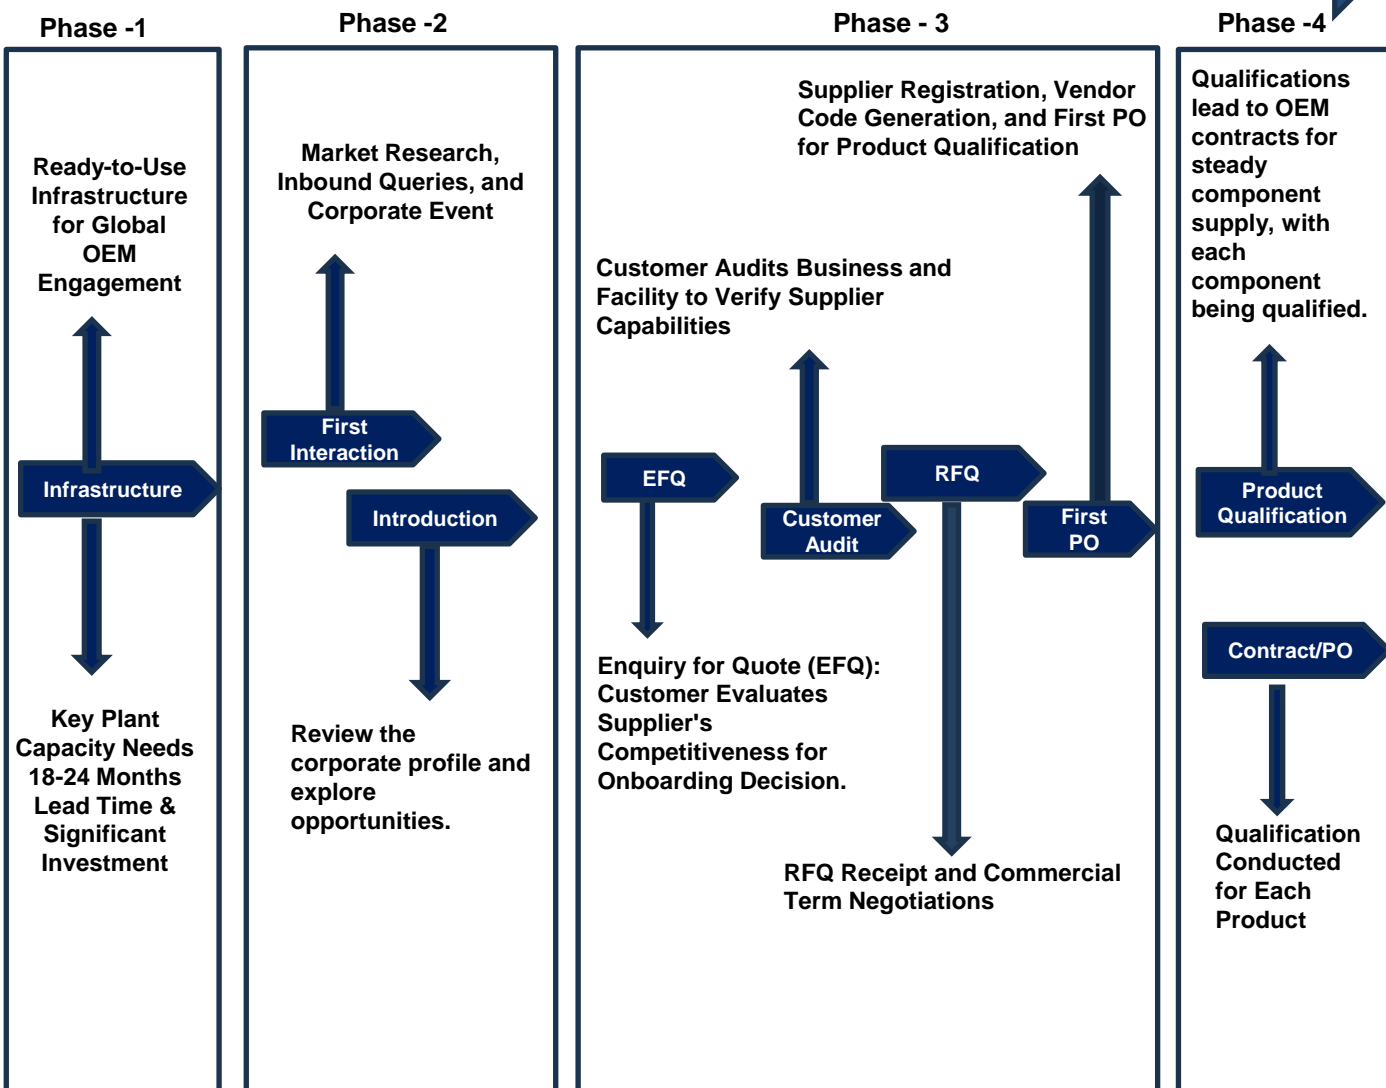 Phase -1
Ready-to-Use
Infrastructure
for Global
OEM
Engagement
Infrastructure
Key Plant
Capacity Needs
18-24 Months
Lead Time &
Significant
Investment
Phase -2
Market Research,
Inbound Queries, and
Corporate Event
First
Interaction
Introduction
Review the
corporate profile and
explore
opportunities.
Phase - 3
Supplier Registration, Vendor
Code Generation, and First PO
for Product Qualification
Customer Audits Business and
Facility to Verify Supplier
Capabilities
EFQ
Customer
Audit
RFQ
First
PO
Enquiry for Quote (EFQ):
Customer Evaluates
Supplier's
Competitiveness for
Onboarding Decision.
RFQ Receipt and Commercial
Term Negotiations
Phase -4
Qualifications
lead to OEM
contracts for
steady
component
supply, with
each
component
being qualified.
Product
Qualification
Contract/PO
Qualification
Conducted
for Each
Product